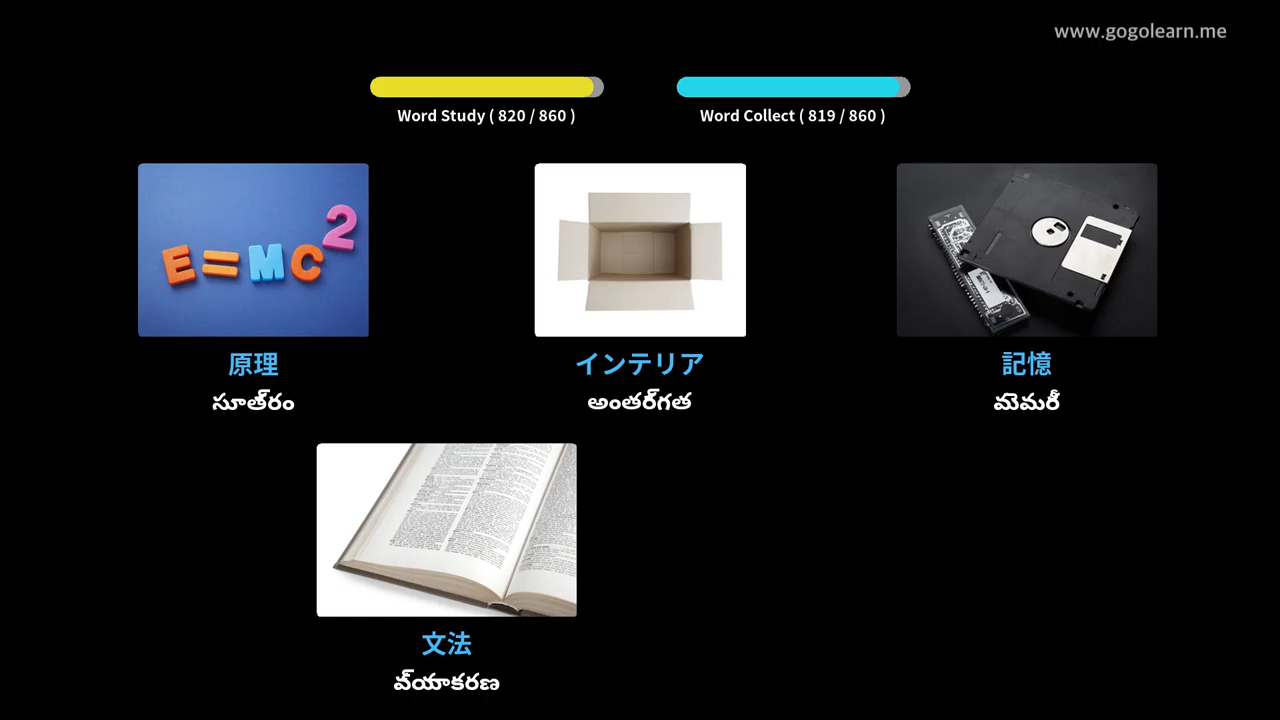 www.gogolearn.me
Word Study ( 820 / 860 )
Word Collect ( 819 / 860 )
E=MC²
原理
సూత్రం
インテリア
అంతర్గత
記憶
మెమరీ
文法
వ్యాకరణ